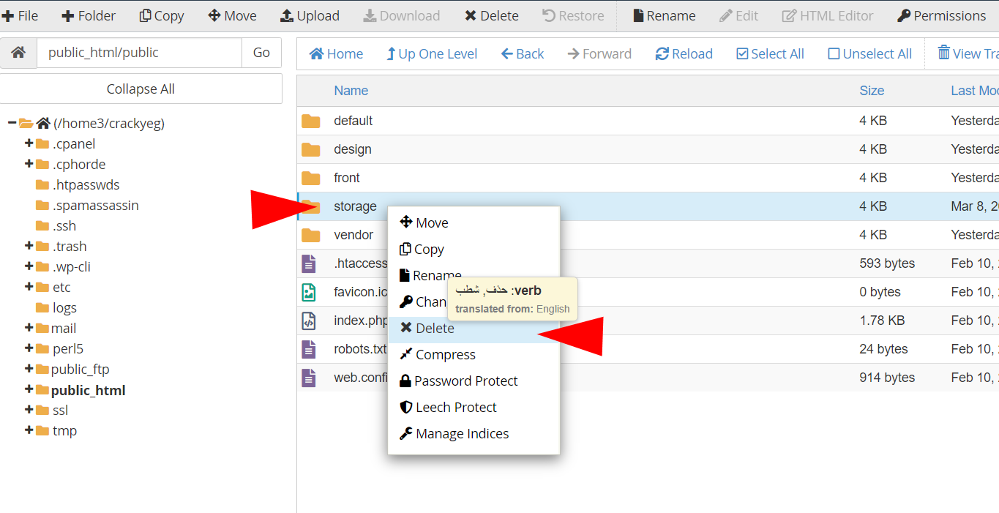 File Folder Copy Move Upload Download Delete Restore Rename Edit HTML Editor Permissions
public_html/public Go
Collapse All
(/home3/crackyeg)
.cpanel
.cphorde
.htpasswds
.spamassassin
.ssh
.trash
.wp-cli
etc
logs
mail
perl5
public_ftp
public_html
ssl
tmp
Home Up One Level Back Forward Reload Select All Unselect All View Tra
Name Size Last Mod
default 4 KB Yesterda
design 4 KB Yesterda
front 4 KB Yesterda
storage 4 KB Mar 8, 20
vendor 4 KB Yesterda
.htaccess 593 bytes Feb 10, 2
favicon.ic 0 bytes Feb 10, 2
index.php 1.78 KB Feb 10, 2
robots.txt 24 bytes Feb 10, 2
web.confi 914 bytes Feb 10, 2
Move
Copy
Rename
Chan
Delete
Compress
Password Protect
Leech Protect
Manage Indices
verb: حذف, شطب
translated from: English